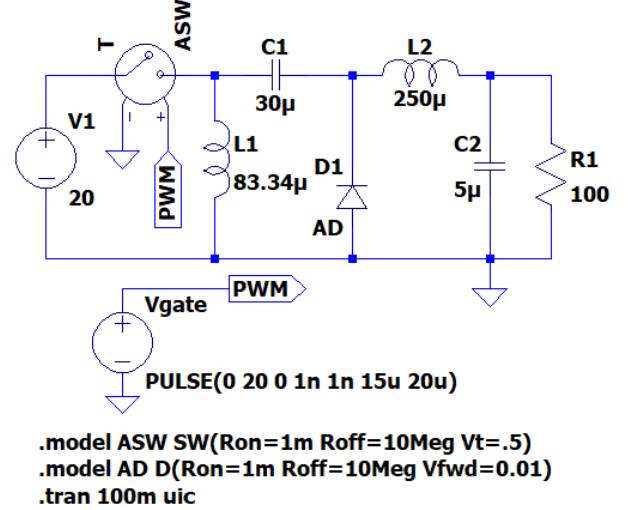 T
ASW
C1
L2
30µ
250µ
V1
L1
C2
R1
20
- +
PWM
83.34µ
D1
5µ
100
AD
PWM
Vgate
PULSE(0 20 0 1n 1n 15u 20u)
.model ASW SW(Ron=1m Roff=10Meg Vt=.5)
.model AD D(Ron=1m Roff=10Meg Vfwd=0.01)
.tran 100m uic